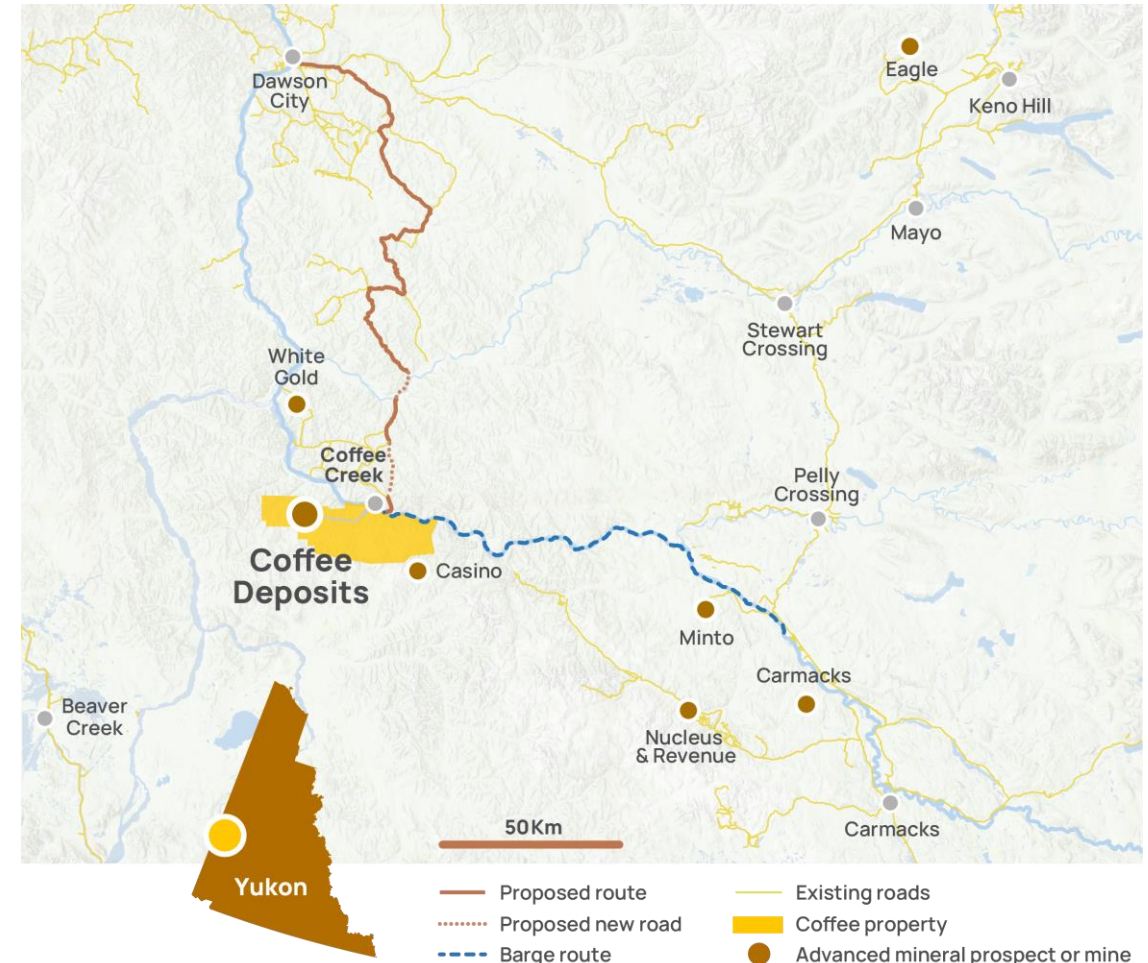 Dawson
City
Eagle
Keno Hill
Mayo
Stewart
Crossing
White
Gold
Coffee
Creek
Pelly
Crossing
Coffee
Deposits
Casino
Minto
Carmacks
Beaver
Creek
Nucleus
& Revenue
Carmacks
50Km
Yukon
Proposed route
Proposed new road
Barge route
Existing roads
Coffee property
Advanced mineral prospect or mine